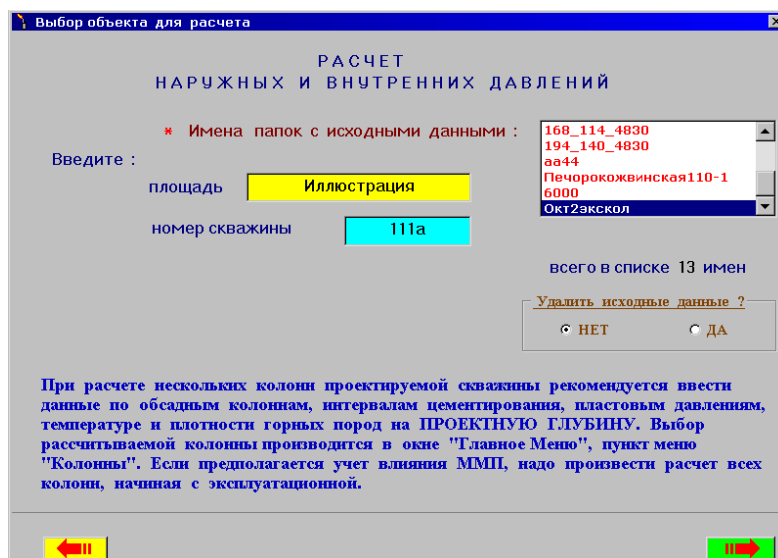 Выбор объекта для расчета
РАСЧЕТ
НАРУЖНЫХ И ВНУТРЕННИХ ДАВЛЕНИЙ
* Имена папок с исходными данными :
168_114_4830
194_140_4830
aa44
Печорокожвинская110-1
6000
Окт2экскол
Введите :
площадь
Иллюстрация
номер скважины
111а
всего в списке 13 имен
Удалить исходные данные ?
НЕТ
ДА
При расчете нескольких колонн проектируемой скважины рекомендуется ввести
данные по обсадным колоннам, интервалам цементирования, пластовым давлениям,
температуре и плотности горных пород на ПРОЕКТНУЮ ГЛУБИНУ. Выбор
рассчитываемой колонны производится в окне "Главное Меню", пункт меню
"Колонны". Если предполагается учет влияния ММП, надо произвести расчет всех
колонн, начиная с эксплуатационной.